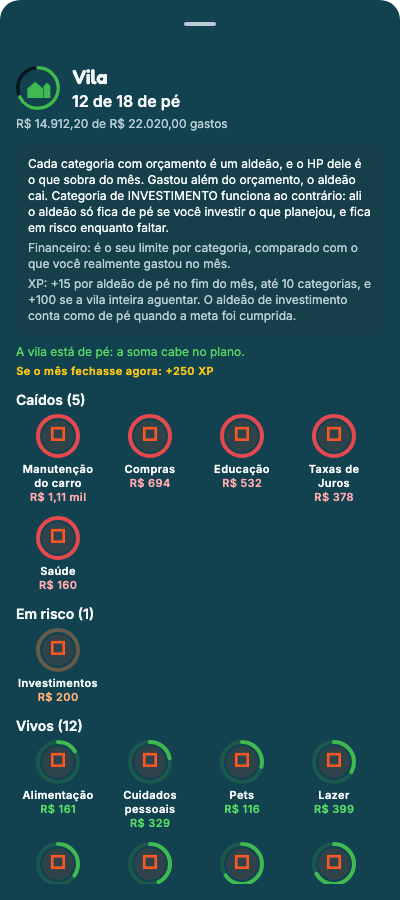 Vila
12 de 18 de pé
R$ 14.912,20 de R$ 22.020,00 gastos
Cada categoria com orçamento é um aldeão, e o HP dele é
o que sobra do mês. Gastou além do orçamento, o aldeão
cai. Categoria de INVESTIMENTO funciona ao contrário: ali
o aldeão só fica de pé se você investir o que planejou, e fica
em risco enquanto faltar.
Financeiro: é o seu limite por categoria, comparado com o
que você realmente gastou no mês.
XP: +15 por aldeão de pé no fim do mês, até 10 categorias, e
+100 se a vila inteira aguentar. O aldeão de investimento
conta como de pé quando a meta foi cumprida.
A vila está de pé: a soma cabe no plano.
Se o mês fechasse agora: +250 XP
Caídos (5)
Manutenção
do carro
R$ 1,11 mil
Compras
R$ 694
Educação
R$ 532
Taxas de
Juros
R$ 378
Saúde
R$ 160
Em risco (1)
Investimentos
R$ 200
Vivos (12)
Alimentação
R$ 161
Cuidados
pessoais
R$ 329
Pets
R$ 116
Lazer
R$ 399